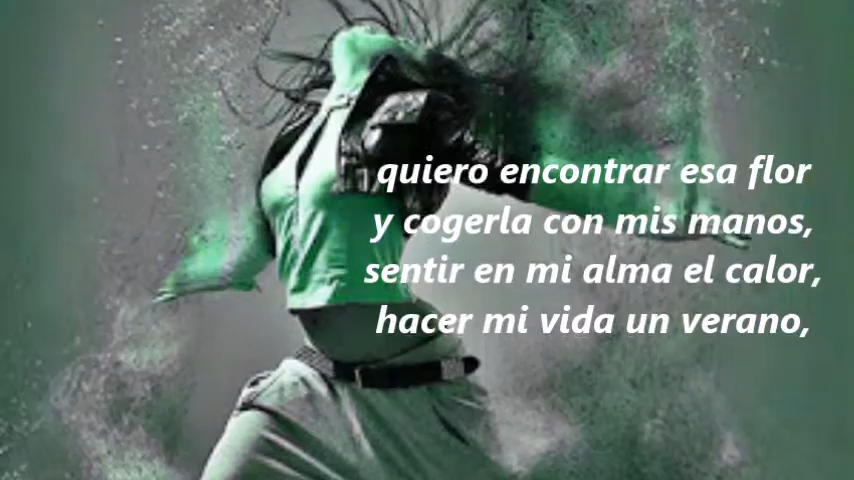 quiero encontrar esa flor
y cogerla con mis manos,
sentir en mi alma el calor,
hacer mi vida un verano,